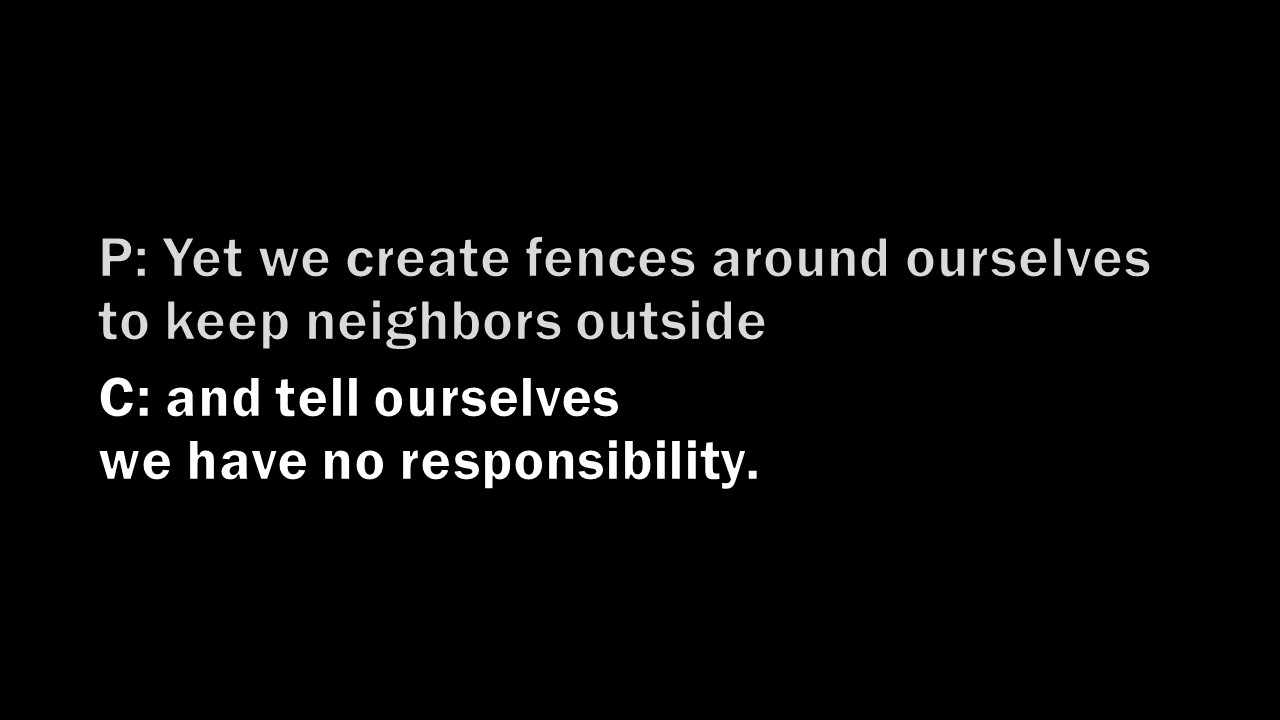 P: Yet we create fences around ourselves
to keep neighbors outside
C: and tell ourselves
we have no responsibility.